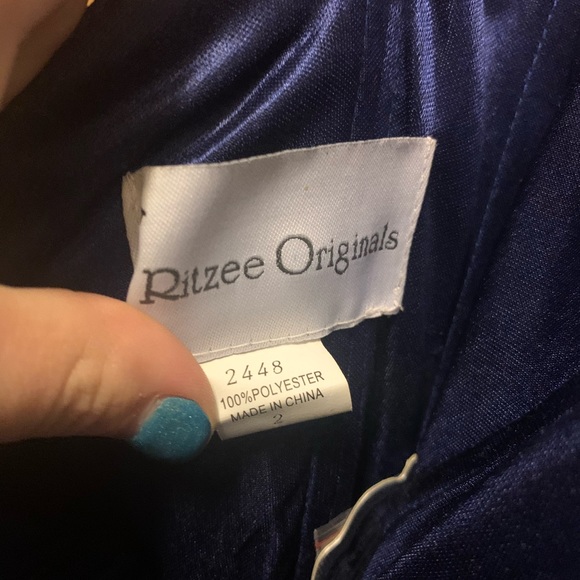 Ritzee Originals
2448
100%POLYESTER
MADE IN CHINA
2